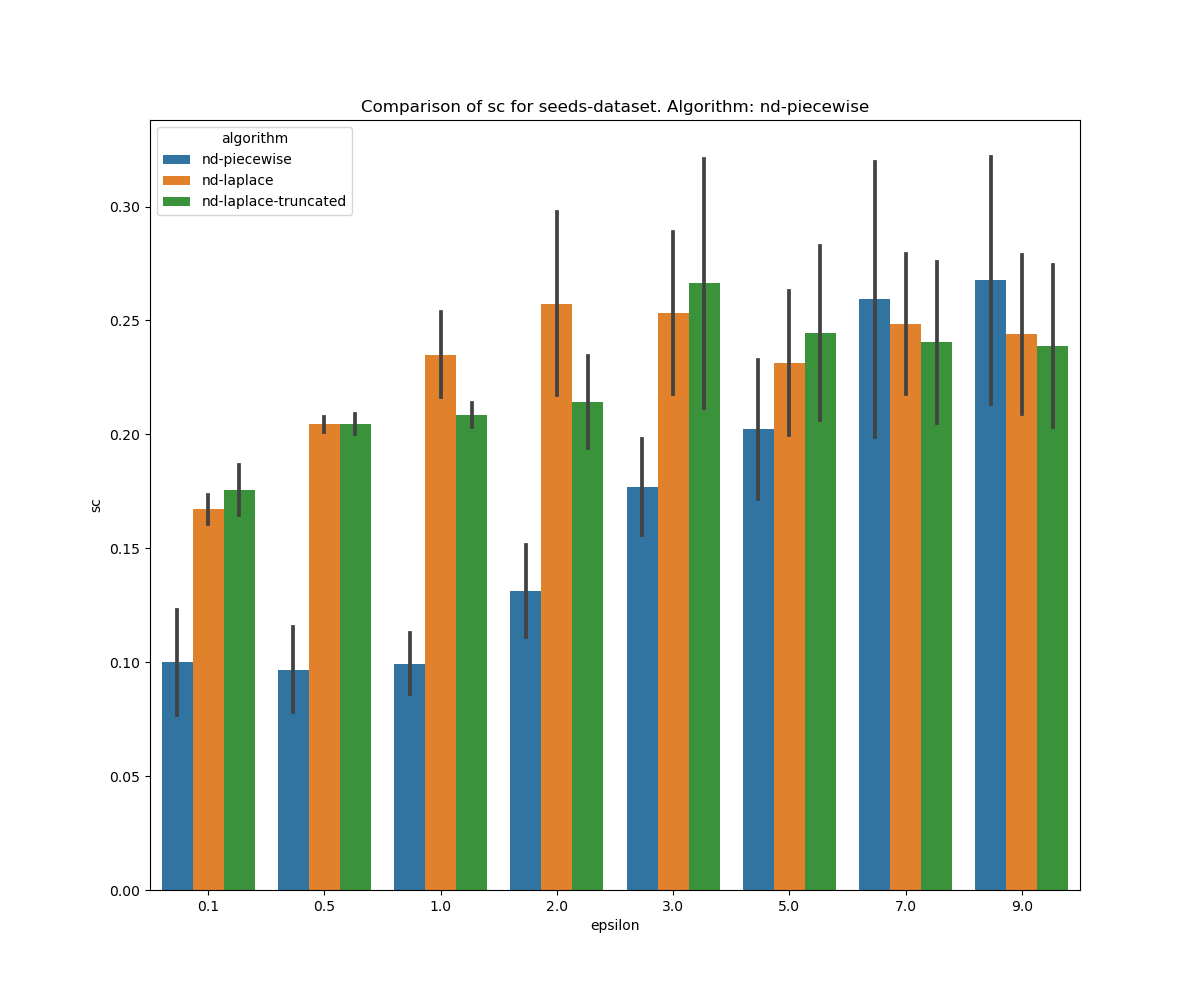 Comparison of sc for seeds-dataset. Algorithm: nd-piecewise
algorithm
nd-piecewise
nd-laplace
nd-laplace-truncated
0.30
0.25
0.20
0.15
0.10
0.05
0.00
sc
0.1 0.5 1.0 2.0 3.0 5.0 7.0 9.0
epsilon